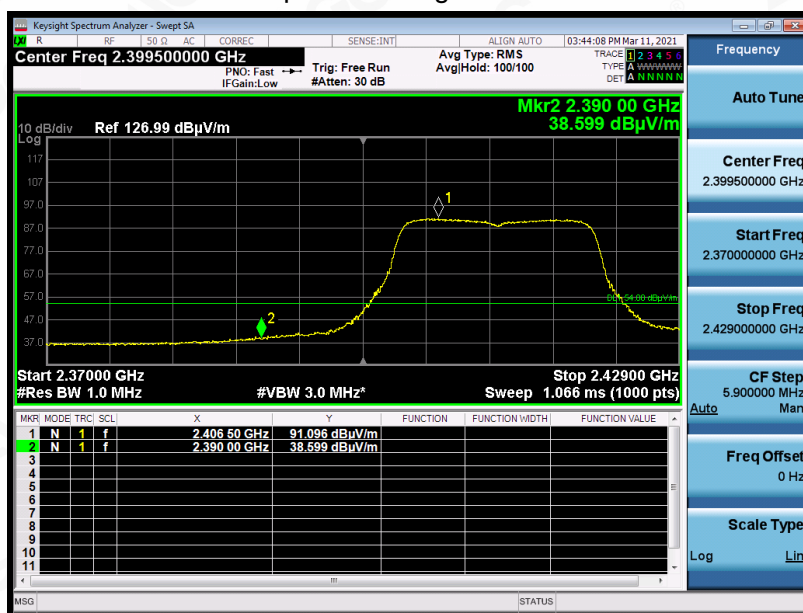 Keysight Spectrum Analyzer - Swept SA
LXI R RF 50 Ω AC CORREC SENSE:INT ALIGN AUTO 03:44:08 PM Mar 11, 2021
Center Freq 2.399500000 GHz
PNO: Fast
IFGain:Low
Trig: Free Run
#Atten: 30 dB
Avg Type: RMS
Avg|Hold: 100/100
TRACE 1 2 3 4 5 6
TYPE A WWWWW
DET A N N N N N
Mkr2 2.390 00 GHz
38.599 dBµV/m
10 dB/div Ref 126.99 dBµV/m
Log
117
107
97.0
87.0
77.0
67.0
57.0
47.0
37.0
1
2
DL1 54.00 dBµV/m
Start 2.37000 GHz Stop 2.42900 GHz
#Res BW 1.0 MHz #VBW 3.0 MHz* Sweep 1.066 ms (1000 pts)
MKR MODE TRC SCL X Y FUNCTION FUNCTION WIDTH FUNCTION VALUE
1 N 1 f 2.406 50 GHz 91.096 dBµV/m
2 N 1 f 2.390 00 GHz 38.599 dBµV/m
3
4
5
6
7
8
9
10
11
MSG STATUS
Frequency
Auto Tune
Center Freq
2.399500000 GHz
Start Freq
2.370000000 GHz
Stop Freq
2.429000000 GHz
CF Step
5.900000 MHz
Auto Man
Freq Offset
0 Hz
Scale Type
Log Lin